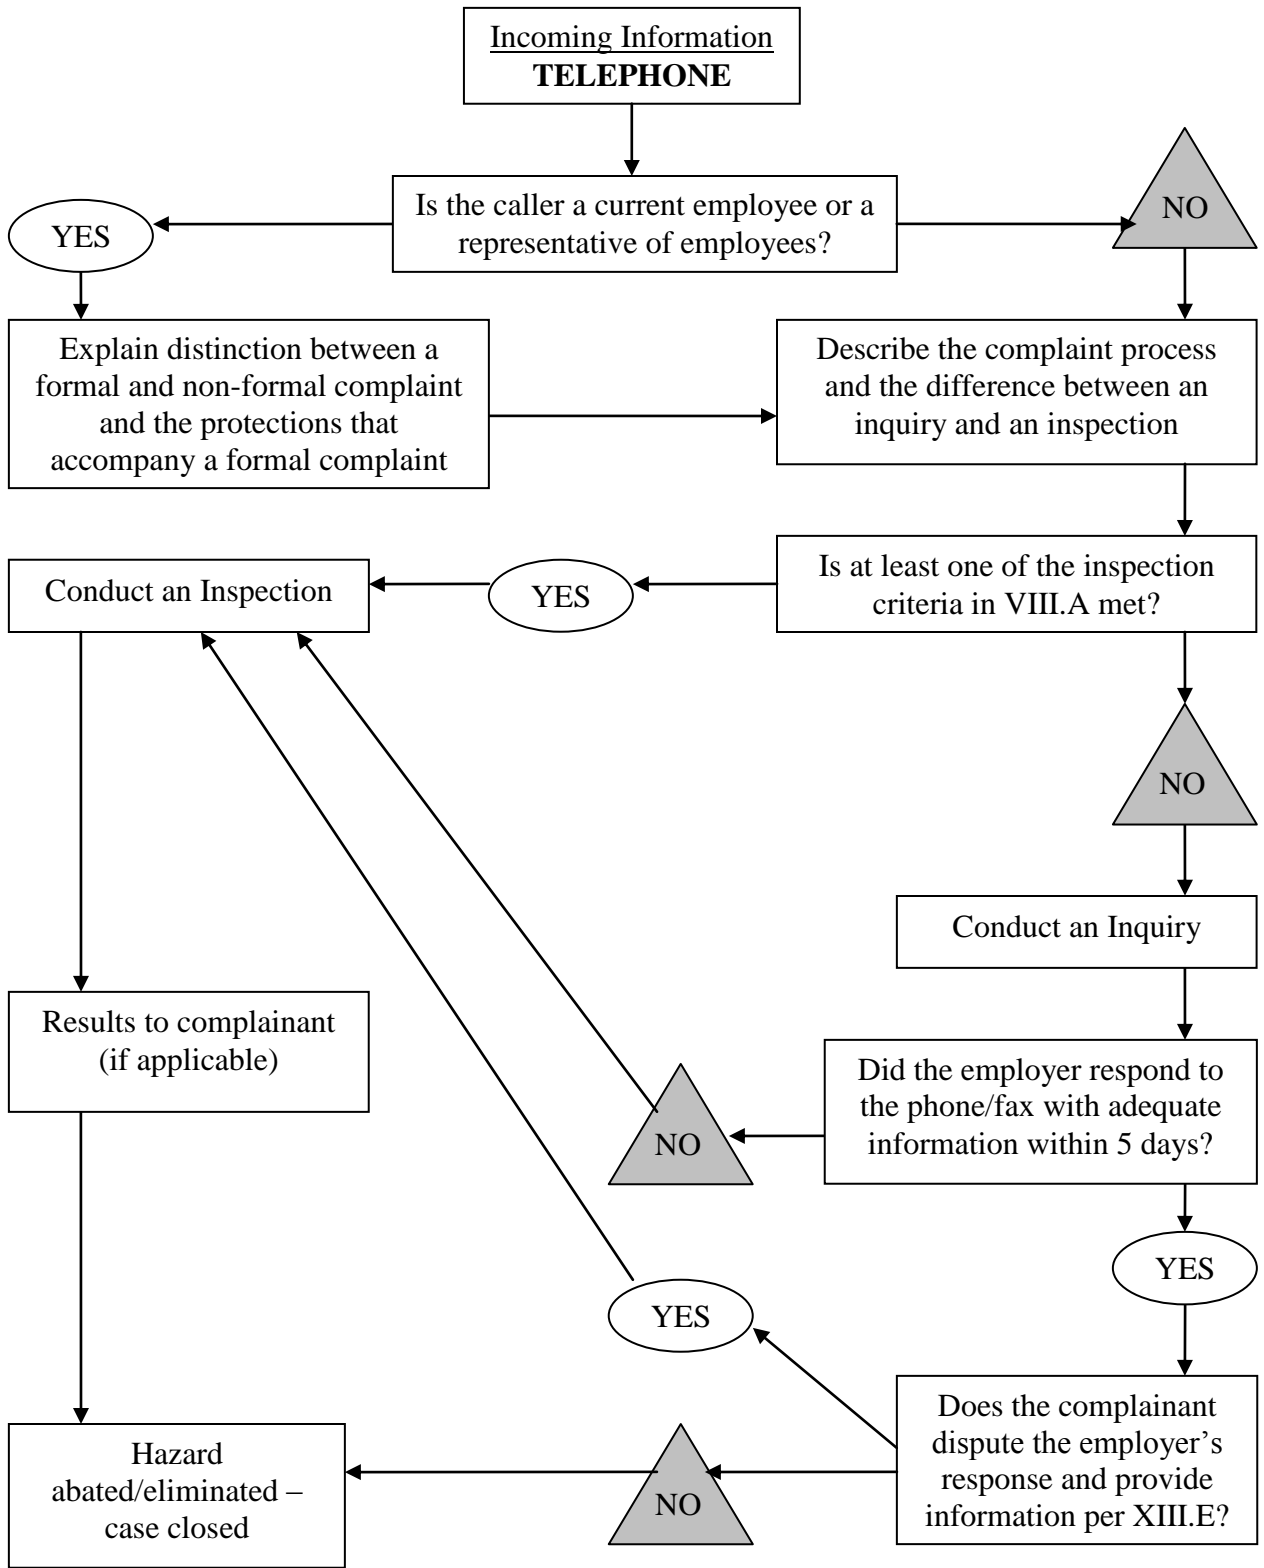 Incoming Information
TELEPHONE
Is the caller a current employee or a
representative of employees?
YES
NO
Explain distinction between a
formal and non-formal complaint
and the protections that
accompany a formal complaint
Describe the complaint process
and the difference between an
inquiry and an inspection
Conduct an Inspection
YES
Is at least one of the inspection
criteria in VIII.A met?
NO
Conduct an Inquiry
Results to complainant
(if applicable)
Did the employer respond to
the phone/fax with adequate
information within 5 days?
NO
YES
YES
Does the complainant
dispute the employer’s
response and provide
information per XIII.E?
NO
Hazard
abated/eliminated –
case closed